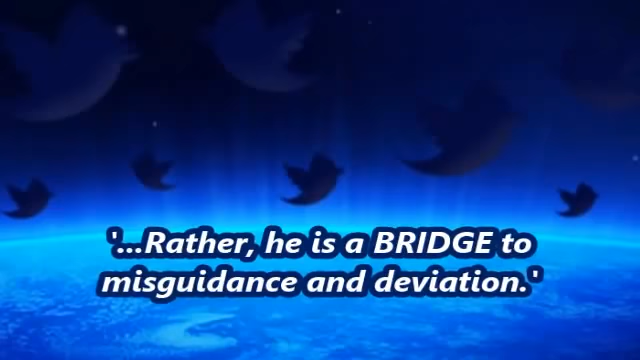 '...Rather, he is a BRIDGE to
misguidance and deviation.'